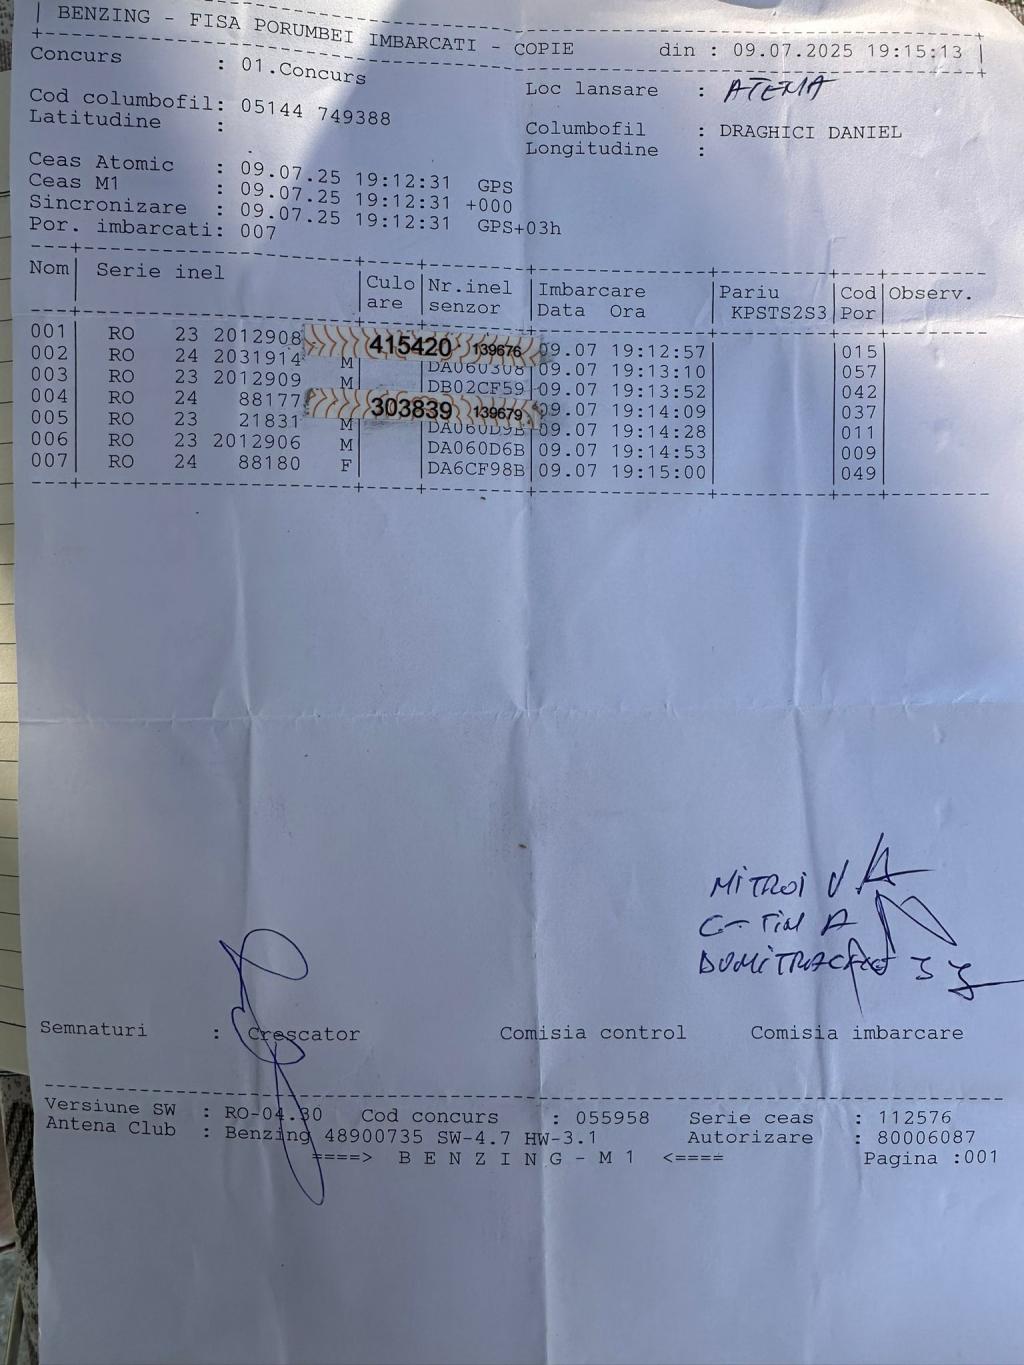 BENZING - FISA PORUMBEI IMBARCATI - COPIE din : 09.07.2025 19:15:13
Concurs : 01.Concurs Loc lansare : ATENA
Cod columbofil: 05144 749388 Columbofil : DRAGHICI DANIEL
Latitudine : Longitudine :
Ceas Atomic : 09.07.25 19:12:31 GPS
Ceas M1 : 09.07.25 19:12:31 +000
Sincronizare : 09.07.25 19:12:31 GPS+03h
Por. imbarcati: 007
Nom Serie inel Culo Nr.inel Imbarcare Pariu Cod Observ.
are senzor Data Ora KPSTS2S3 Por
001 RO 23 2012908 415420 139676 09.07 19:12:57 015
002 RO 24 2031914 M DA060308 09.07 19:13:10 057
003 RO 23 2012909 M DB02CF59 09.07 19:13:52 042
004 RO 24 88177 303839 139679 09.07 19:14:09 037
005 RO 23 21831 M DA060D9B 09.07 19:14:28 011
006 RO 23 2012906 M DA060D6B 09.07 19:14:53 009
007 RO 24 88180 F DA6CF98B 09.07 19:15:00 049
MITROI V
A
Semnaturi : Crescator Comisia control Comisia imbarcare
Versiune SW : RO-04.30 Cod concurs : 055958 Serie ceas : 112576
Antena Club : Benzing 48900735 SW-4.7 HW-3.1 Autorizare : 80006087
====> B E N Z I N G - M 1 <==== Pagina :001